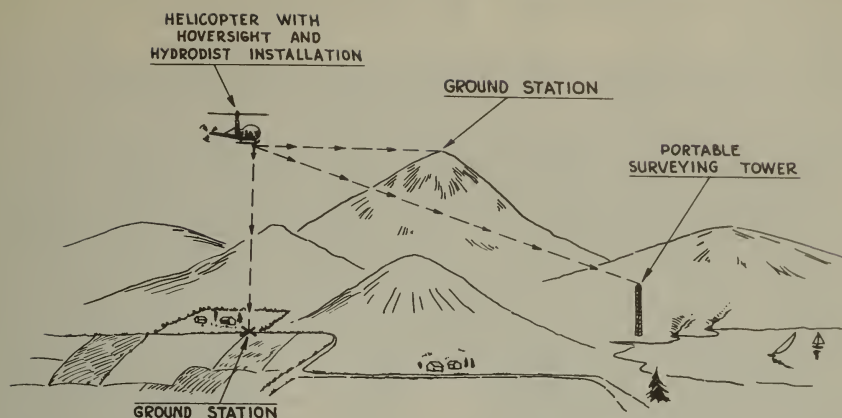 HELICOPTER WITH
HOVERSIGHT AND
HYDRODIST INSTALLATION
GROUND STATION
PORTABLE
SURVEYING TOWER
GROUND STATION